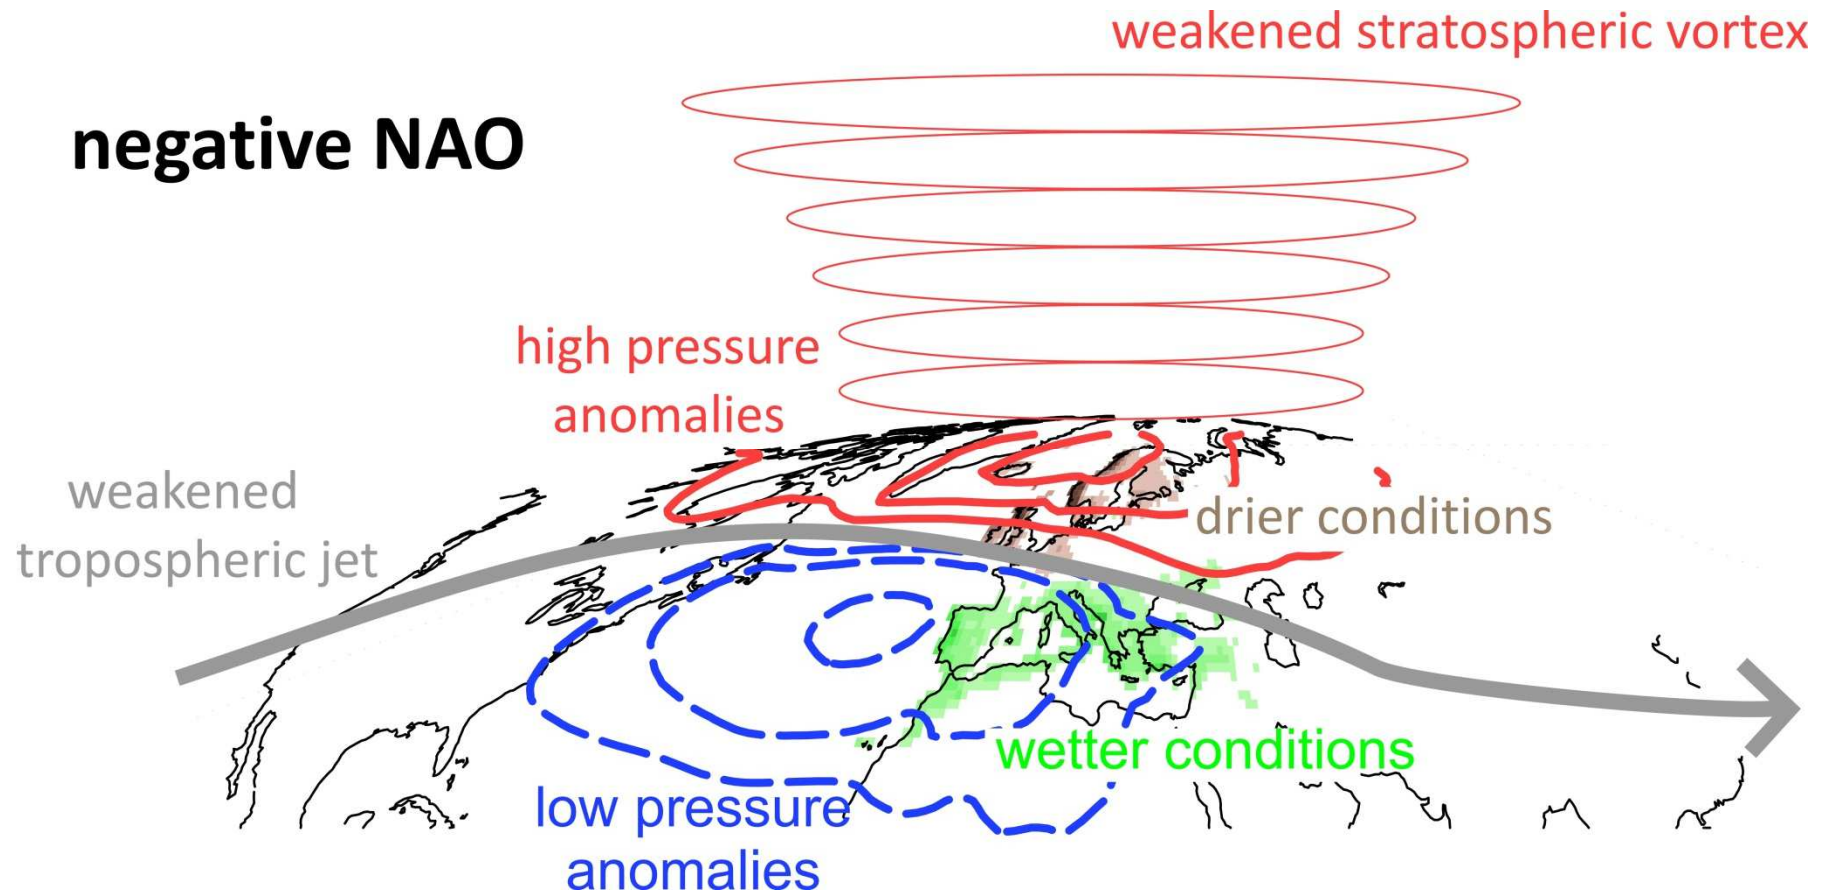 weakened stratospheric vortex
negative NAO
high pressure
anomalies
weakened
tropospheric jet
drier conditions
wetter conditions
low pressure
anomalies